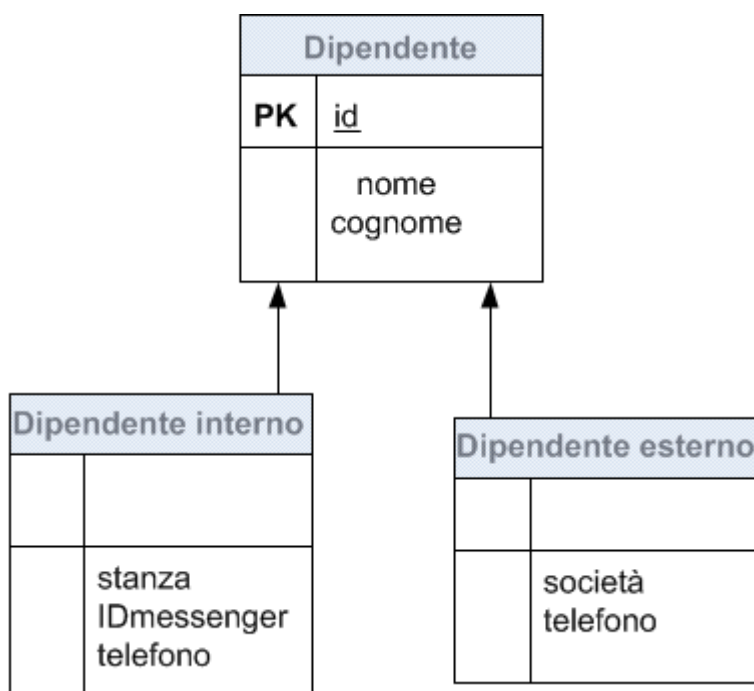 Dipendente
PK id
nome
cognome
Dipendente interno
stanza
IDmessenger
telefono
Dipendente esterno
società
telefono